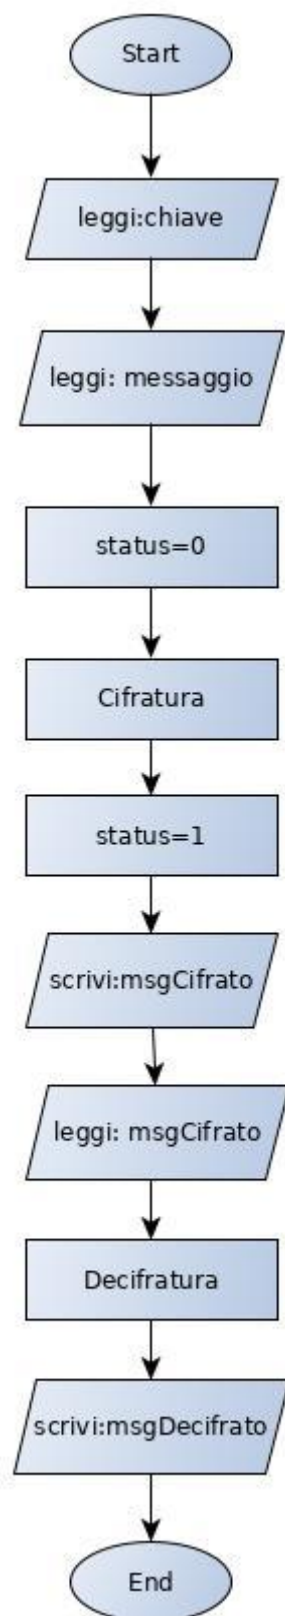 Start
leggi:chiave
leggi: messaggio
status=0
Cifratura
status=1
scrivi:msgCifrato
leggi: msgCifrato
Decifratura
scrivi:msgDecifrato
End